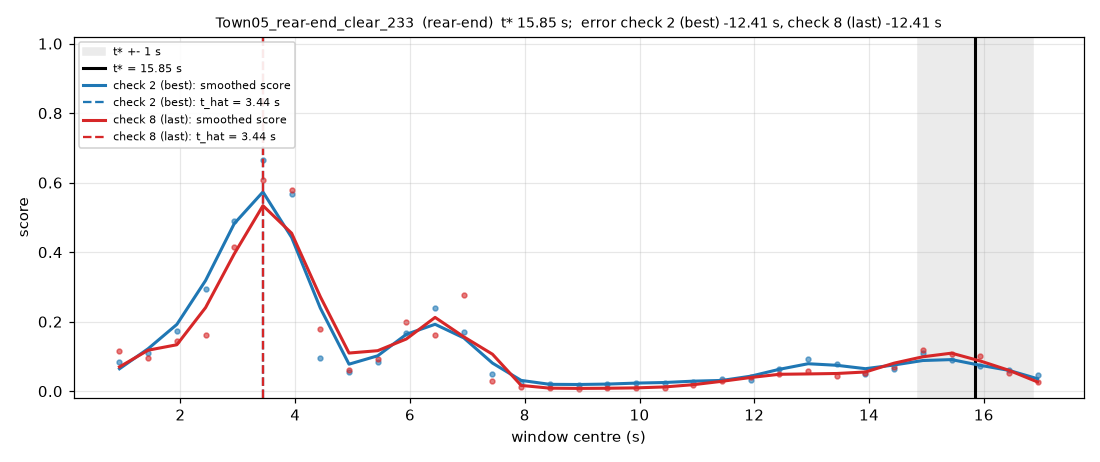 Town05_rear-end_clear_233  (rear-end)  t* 15.85 s;  error check 2 (best) -12.41 s, check 8 (last) -12.41 s
t* +- 1 s
t* = 15.85 s
check 2 (best): smoothed score
check 2 (best): t_hat = 3.44 s
check 8 (last): smoothed score
check 8 (last): t_hat = 3.44 s
1.0
0.8
0.6
0.4
0.2
0.0
score
2 4 6 8 10 12 14 16
window centre (s)